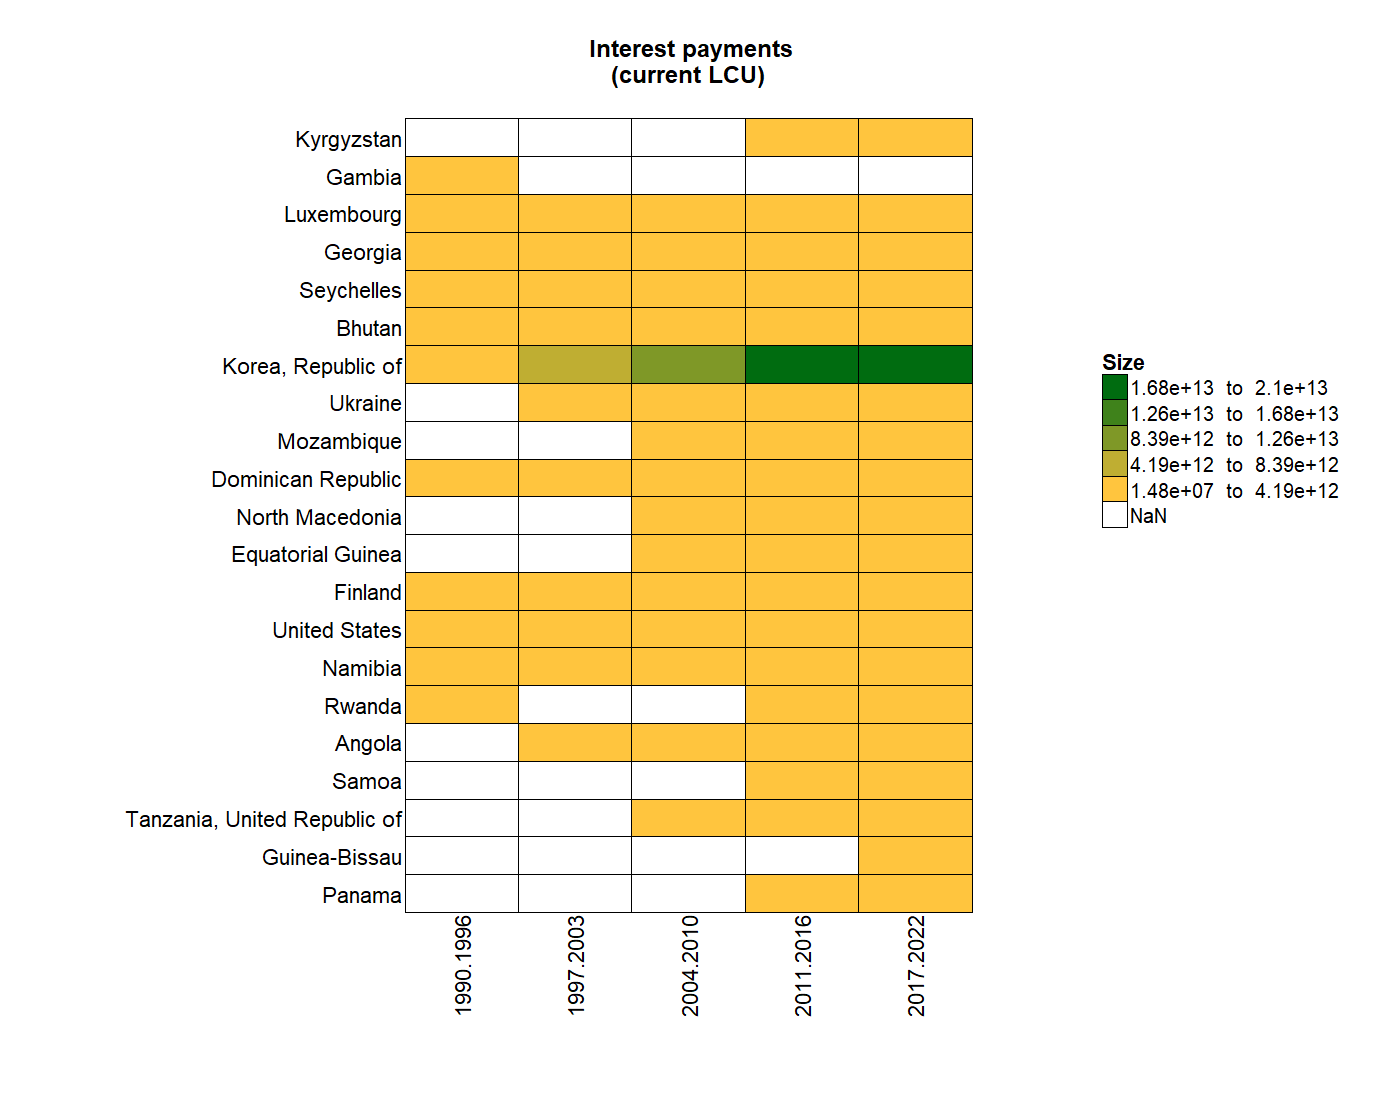 Interest payments
(current LCU)
Kyrgyzstan
Gambia
Luxembourg
Georgia
Seychelles
Bhutan
Korea, Republic of
Ukraine
Mozambique
Dominican Republic
North Macedonia
Equatorial Guinea
Finland
United States
Namibia
Rwanda
Angola
Samoa
Tanzania, United Republic of
Guinea-Bissau
Panama
1990.1996
1997.2003
2004.2010
2011.2016
2017.2022
Size
1.68e+13 to 2.1e+13
1.26e+13 to 1.68e+13
8.39e+12 to 1.26e+13
4.19e+12 to 8.39e+12
1.48e+07 to 4.19e+12
NaN